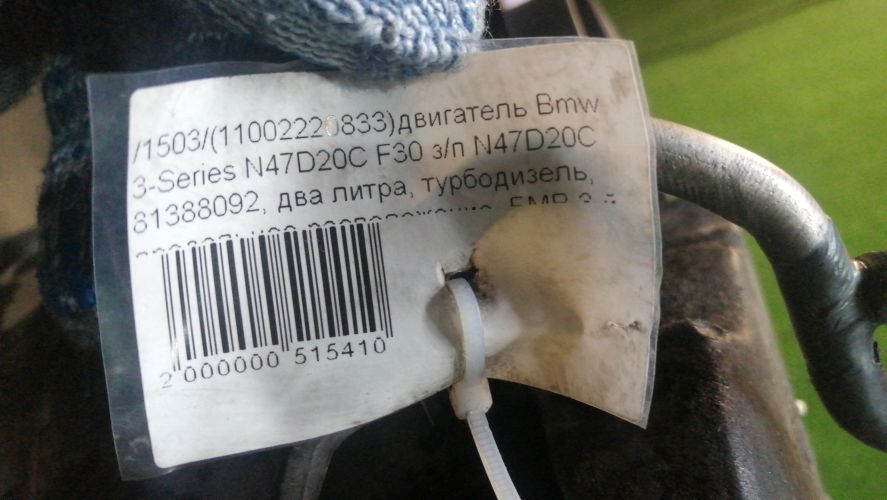 /1503/(11002220833)двигатель Bmw
3-Series N47D20C F30 з/п N47D20C
81388092, два литра, турбодизель,
2 000000 515410